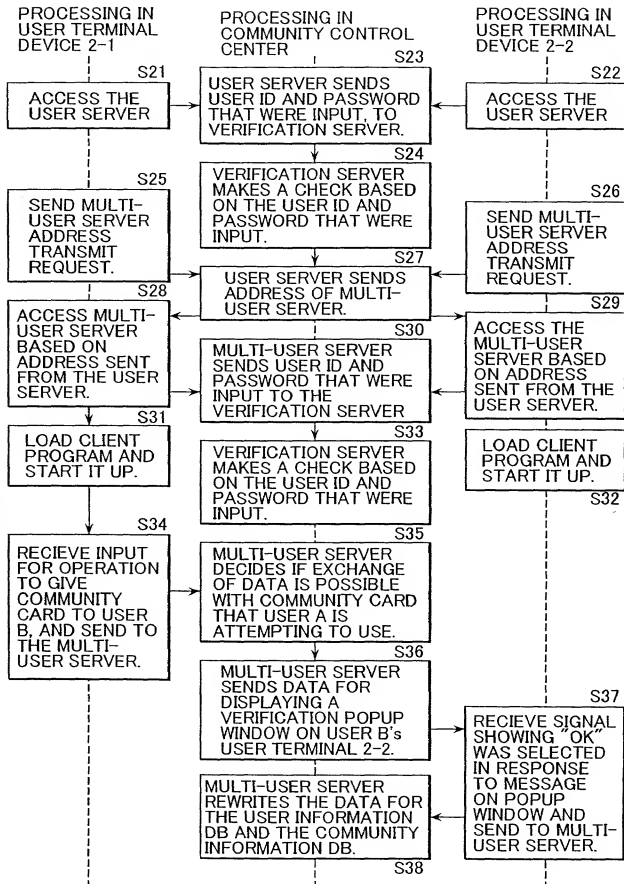 PROCESSING IN
USER TERMINAL
DEVICE 2-1
PROCESSING IN
COMMUNITY CONTROL
CENTER
PROCESSING IN
USER TERMINAL
DEVICE 2-2
S21
ACCESS THE
USER SERVER
S23
USER SERVER SENDS
USER ID AND PASSWORD
THAT WERE INPUT, TO
VERIFICATION SERVER.
S22
ACCESS THE
USER SERVER
S24
VERIFICATION SERVER
MAKES A CHECK BASED
ON THE USER ID AND
PASSWORD THAT WERE
INPUT.
S25
SEND MULTI-
USER SERVER
ADDRESS
TRANSMIT
REQUEST.
S26
SEND MULTI-
USER SERVER
ADDRESS
TRANSMIT
REQUEST.
S27
USER SERVER SENDS
ADDRESS OF MULTI-
USER SERVER.
S28
ACCESS MULTI-
USER SERVER
BASED ON
ADDRESS SENT
FROM THE USER
SERVER.
S29
ACCESS THE
MULTI-USER
SERVER BASED
ON ADDRESS
SENT FROM THE
USER SERVER.
S30
MULTI-USER SERVER
SENDS USER ID AND
PASSWORD THAT WERE
INPUT TO THE
VERIFICATION SERVER
S31
LOAD CLIENT
PROGRAM AND
START IT UP.
LOAD CLIENT
PROGRAM AND
START IT UP.
S32
S33
VERIFICATION SERVER
MAKES A CHECK BASED
ON THE USER ID AND
PASSWORD THAT WERE
INPUT.
S34
RECIEVE INPUT
FOR OPERATION
TO GIVE
COMMUNITY
CARD TO USER
B, AND SEND TO
THE MULTI-
USER SERVER.
S35
MULTI-USER SERVER
DECIDES IF EXCHANGE
OF DATA IS POSSIBLE
WITH COMMUNITY CARD
THAT USER A IS
ATTEMPTING TO USE.
S36
MULTI-USER SERVER
SENDS DATA FOR
DISPLAYING A
VERIFICATION POPUP
WINDOW ON USER B's
USER TERMINAL 2-2.
S37
RECIEVE SIGNAL
SHOWING "OK"
WAS SELECTED
IN RESPONSE
TO MESSAGE
ON POPUP
WINDOW AND
SEND TO MULTI-
USER SERVER.
MULTI-USER SERVER
REWRITES THE DATA FOR
THE USER INFORMATION
DB AND THE COMMUNITY
INFORMATION DB.
S38